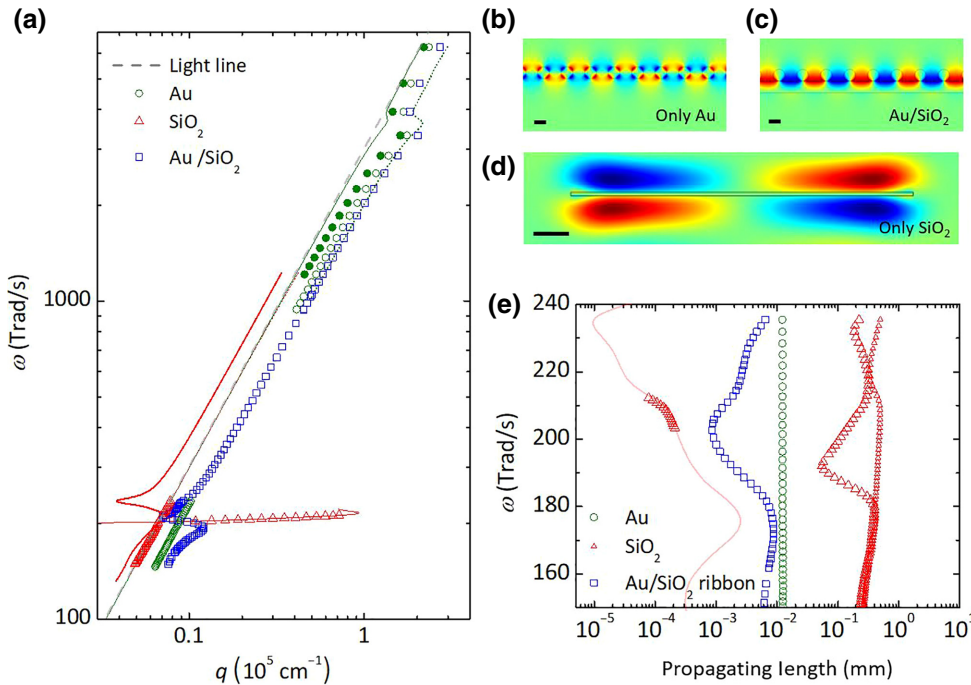 (a)
Light line
Au
SiO₂
Au /SiO₂
1000
100
0.1
1
ω (Trad/s)
q (10⁵ cm⁻¹)
(b)
Only Au
(c)
Au/SiO₂
(d)
Only SiO₂
(e)
240
220
200
180
160
ω (Trad/s)
Au
SiO₂
Au/SiO₂ ribbon
10⁻⁵ 10⁻⁴ 10⁻³ 10⁻² 10⁻¹ 10⁰ 10¹
Propagating length (mm)